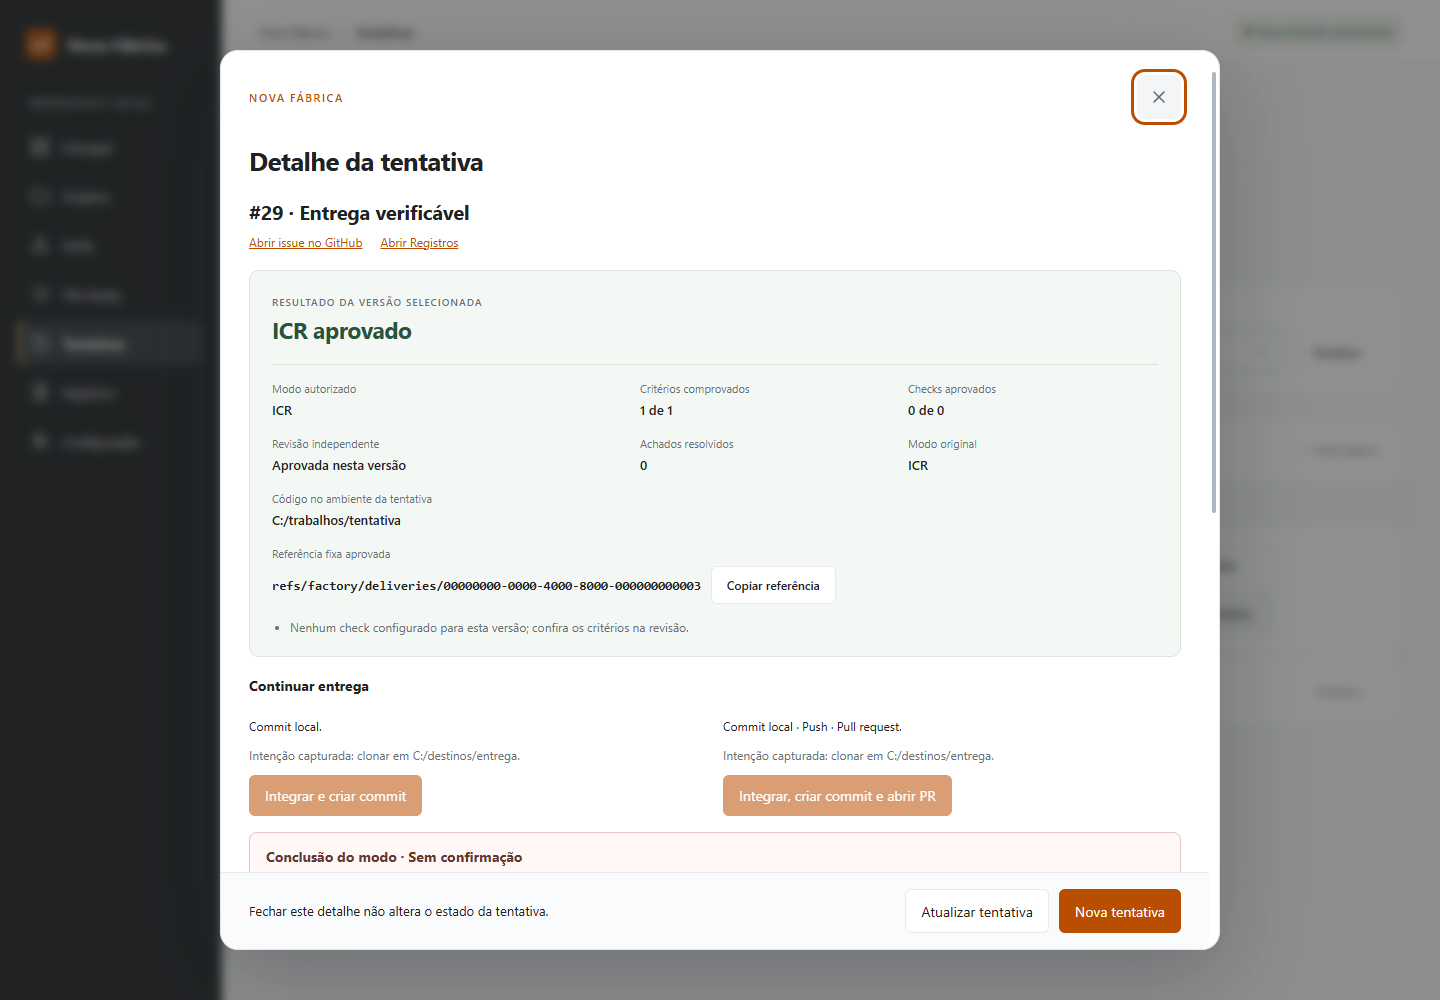 NOVA FÁBRICA
Detalhe da tentativa
#29 · Entrega verificável
Abrir issue no GitHub Abrir Registros
RESULTADO DA VERSÃO SELECIONADA
ICR aprovado
Modo autorizado Critérios comprovados Checks aprovados
ICR 1 de 1 0 de 0
Revisão independente Achados resolvidos Modo original
Aprovada nesta versão 0 ICR
Código no ambiente da tentativa
C:/trabalhos/tentativa
Referência fixa aprovada
refs/factory/deliveries/00000000-0000-4000-8000-000000000003 Copiar referência
• Nenhum check configurado para esta versão; confira os critérios na revisão.
Continuar entrega
Commit local. Commit local · Push · Pull request.
Intenção capturada: clonar em C:/destinos/entrega. Intenção capturada: clonar em C:/destinos/entrega.
Integrar e criar commit Integrar, criar commit e abrir PR
Conclusão do modo · Sem confirmação
Fechar este detalhe não altera o estado da tentativa. Atualizar tentativa Nova tentativa